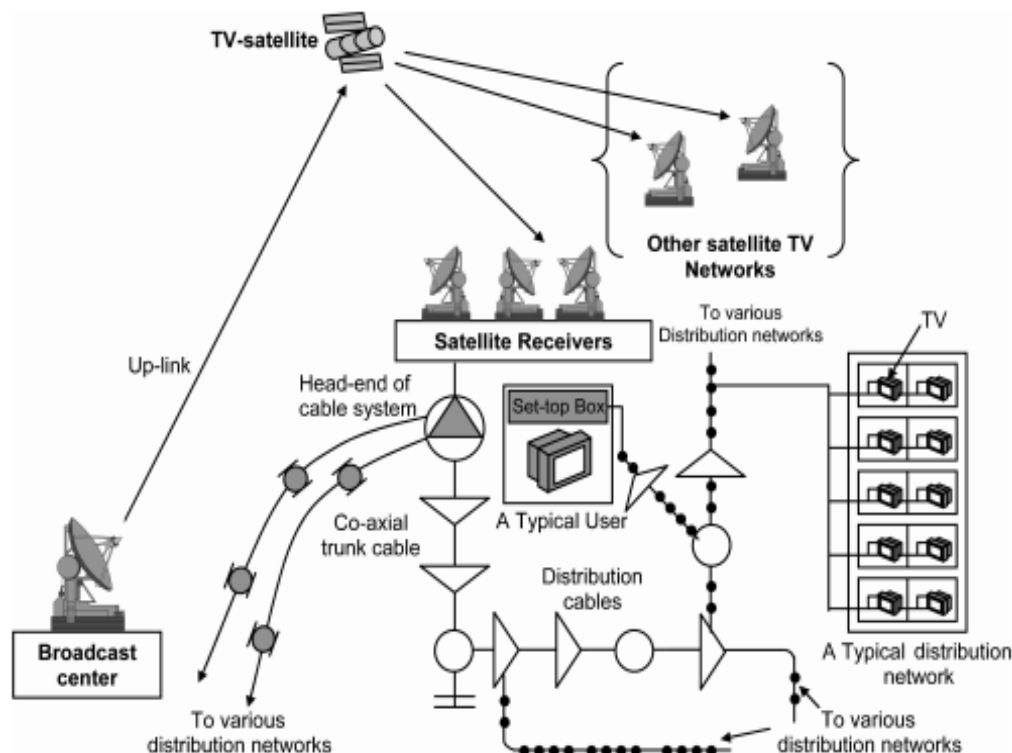 TV-satellite
Other satellite TV
Networks
Up-link
Satellite Receivers
To various
Distribution networks
TV
Head-end of
cable system
Set-top Box
A Typical User
Co-axial
trunk cable
Distribution
cables
Broadcast
center
A Typical distribution
network
To various
distribution networks
To various
distribution networks